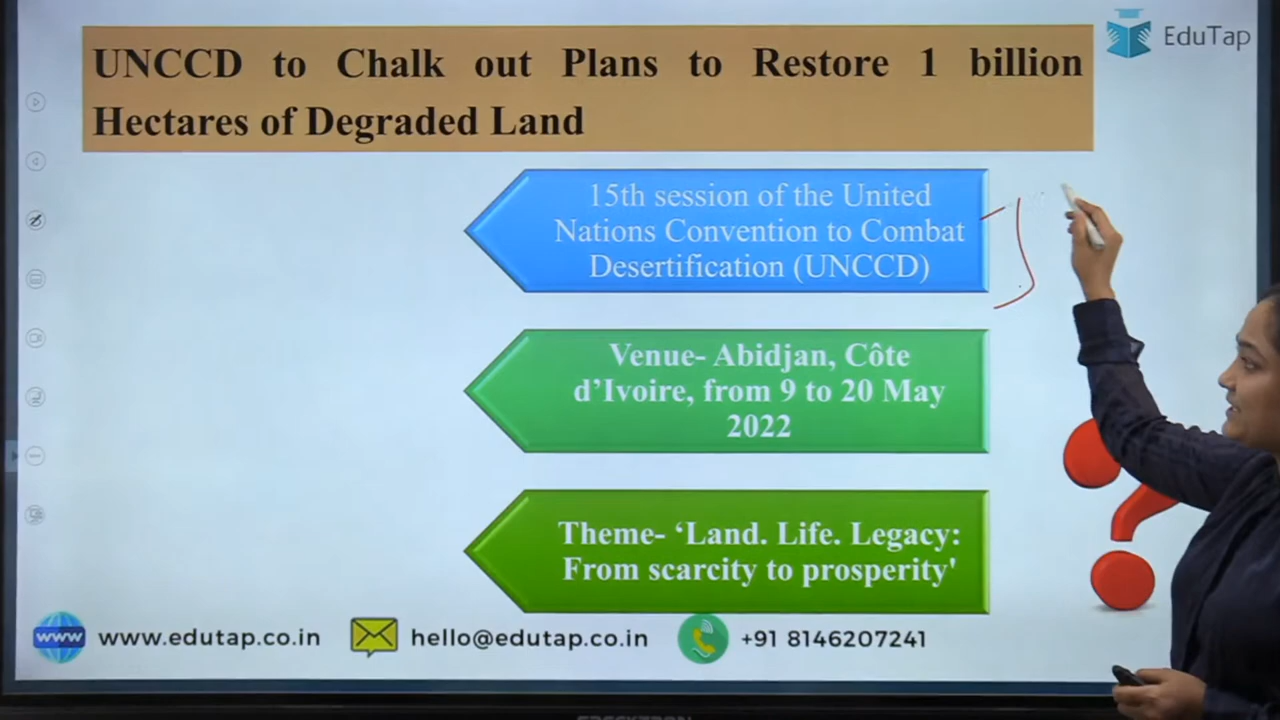 EduTap
UNCCD to Chalk out Plans to Restore 1 billion
Hectares of Degraded Land
15th session of the United
Nations Convention to Combat
Desertification (UNCCD)
Venue- Abidjan, Côte
d’Ivoire, from 9 to 20 May
2022
Theme- ‘Land. Life. Legacy:
From scarcity to prosperity'
www www.edutap.co.in hello@edutap.co.in +91 8146207241